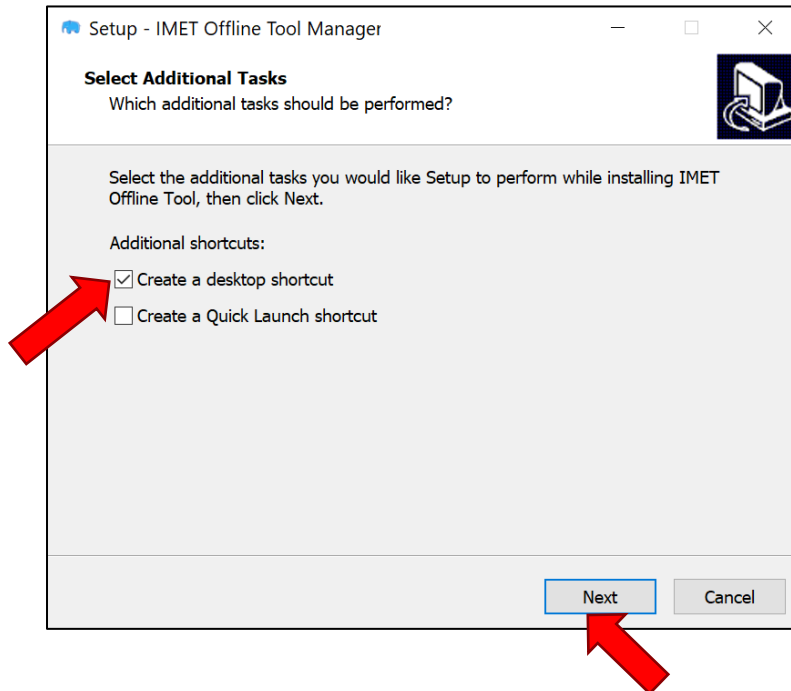 Setup - IMET Offline Tool Manager
Select Additional Tasks
Which additional tasks should be performed?
Select the additional tasks you would like Setup to perform while installing IMET
Offline Tool, then click Next.
Additional shortcuts:
Create a desktop shortcut
Create a Quick Launch shortcut
Next
Cancel